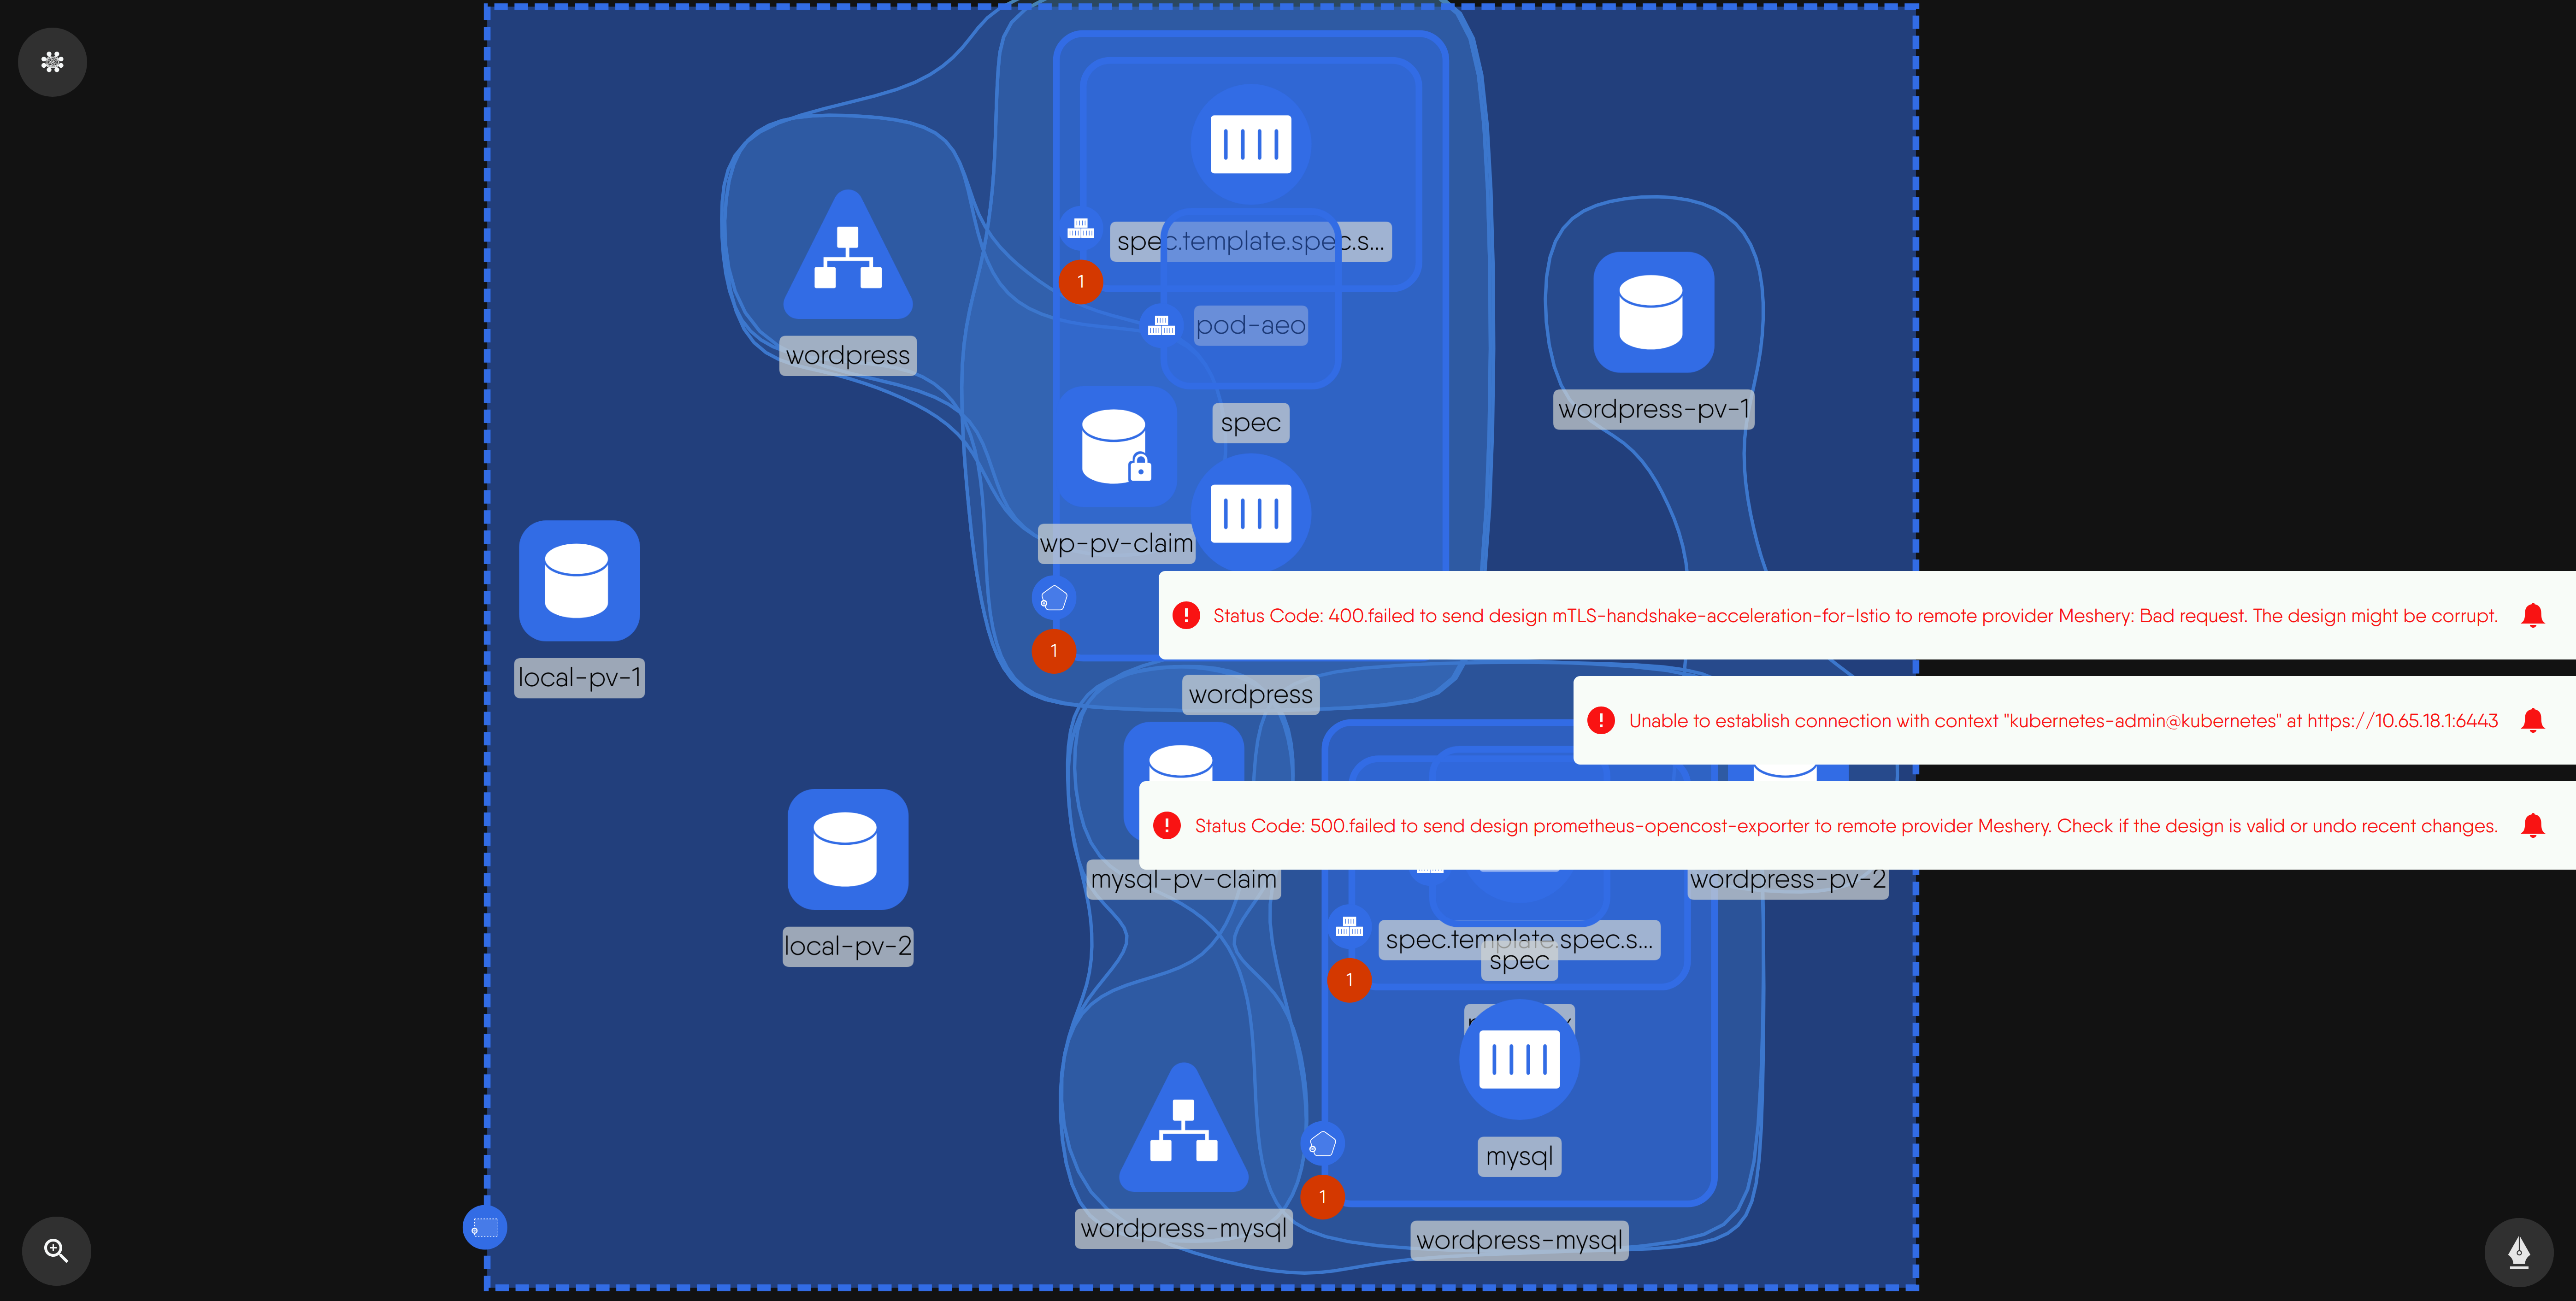 spec.template.spec.s...
1
pod-aeo
wordpress
wordpress-pv-1
spec
wp-pv-claim
Status Code: 400.failed to send design mTLS-handshake-acceleration-for-Istio to remote provider Meshery: Bad request. The design might be corrupt.
1
local-pv-1
wordpress
Unable to establish connection with context "kubernetes-admin@kubernetes" at https://10.65.18.1:6443
Status Code: 500.failed to send design prometheus-opencost-exporter to remote provider Meshery. Check if the design is valid or undo recent changes.
mysql-pv-claim
wordpress-pv-2
local-pv-2
spec.template.spec.s...
spec
1
mysql
1
wordpress-mysql
wordpress-mysql